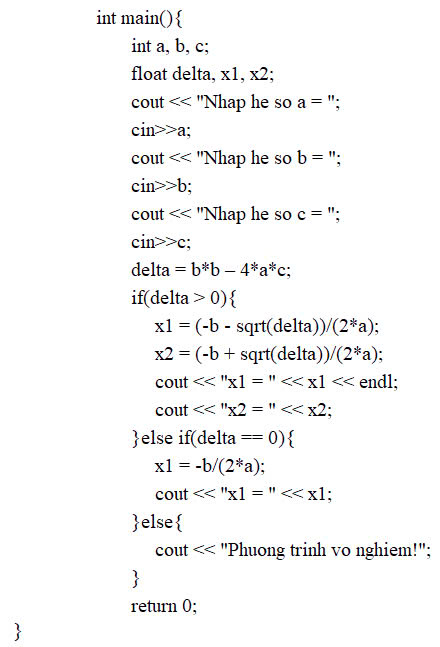 int main(){
int a, b, c;
float delta, x1, x2;
cout << "Nhap he so a = ";
cin>>a;
cout << "Nhap he so b = ";
cin>>b;
cout << "Nhap he so c = ";
cin>>c;
delta = b*b – 4*a*c;
if(delta > 0){
x1 = (-b - sqrt(delta))/(2*a);
x2 = (-b + sqrt(delta))/(2*a);
cout << "x1 = " << x1 << endl;
cout << "x2 = " << x2;
}else if(delta == 0){
x1 = -b/(2*a);
cout << "x1 = " << x1;
}else{
cout << "Phuong trinh vo nghiem!";
}
return 0;
}